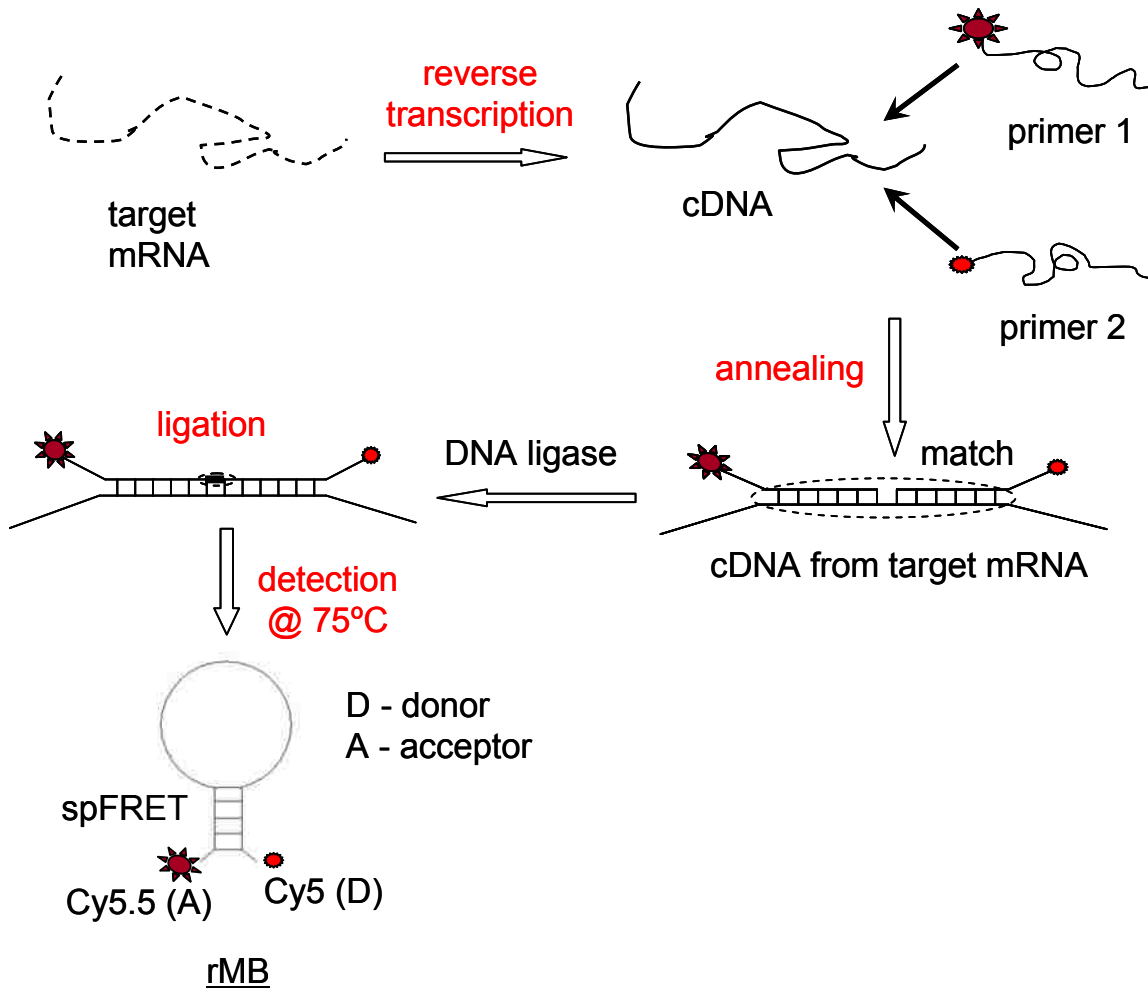 reverse
transcription
primer 1
target
mRNA
cDNA
primer 2
annealing
ligation
DNA ligase
match
cDNA from target mRNA
detection
@ 75ºC
D - donor
A - acceptor
spFRET
Cy5.5 (A)
Cy5 (D)
rMB